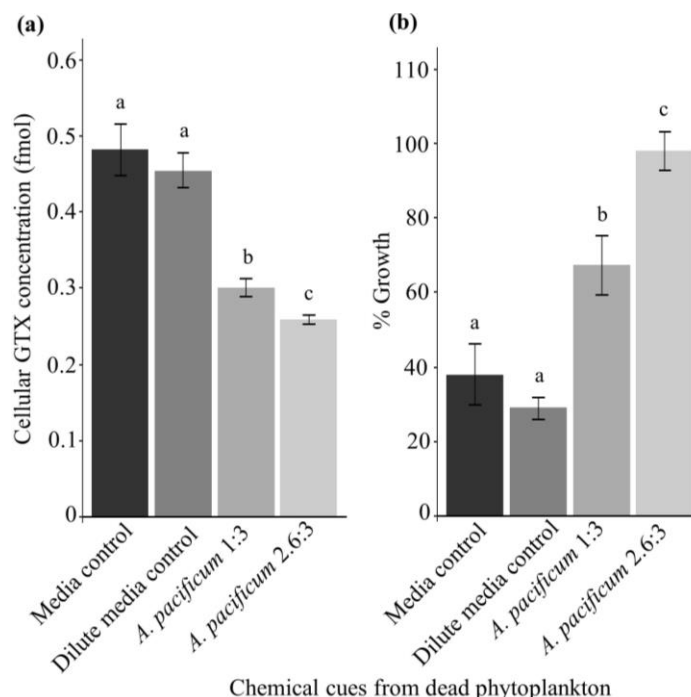 (a)
Cellular GTX concentration (fmol)
0.6
0.5
0.4
0.3
0.2
0.1
0
a
a
b
c
Media control
Dilute media control
A. pacificum 1:3
A. pacificum 2.6:3
(b)
% Growth
110
100
80
60
40
20
0
a
a
b
c
Media control
Dilute media control
A. pacificum 1:3
A. pacificum 2.6:3
Chemical cues from dead phytoplankton